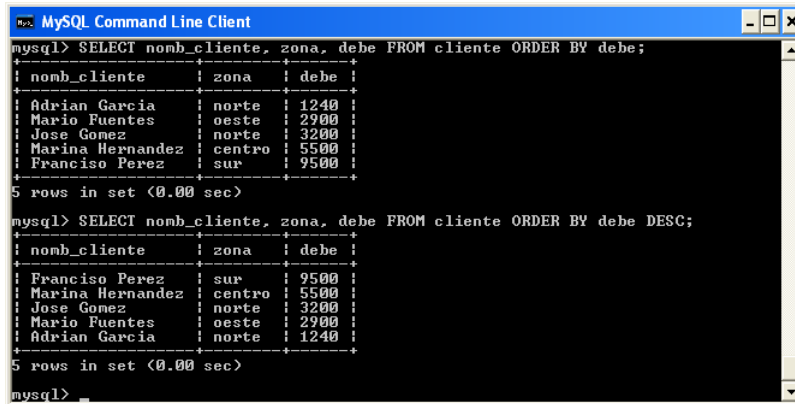 MySQL Command Line Client
mysql> SELECT nomb_cliente, zona, debe FROM cliente ORDER BY debe;
+------------------+--------+------+
| nomb_cliente     | zona   | debe |
+------------------+--------+------+
| Adrian Garcia    | norte  | 1240 |
| Mario Fuentes    | oeste  | 2900 |
| Jose Gomez       | norte  | 3200 |
| Marina Hernandez | centro | 5500 |
| Franciso Perez   | sur    | 9500 |
+------------------+--------+------+
5 rows in set (0.00 sec)
mysql> SELECT nomb_cliente, zona, debe FROM cliente ORDER BY debe DESC;
+------------------+--------+------+
| nomb_cliente     | zona   | debe |
+------------------+--------+------+
| Franciso Perez   | sur    | 9500 |
| Marina Hernandez | centro | 5500 |
| Jose Gomez       | norte  | 3200 |
| Mario Fuentes    | oeste  | 2900 |
| Adrian Garcia    | norte  | 1240 |
+------------------+--------+------+
5 rows in set (0.00 sec)
mysql> _